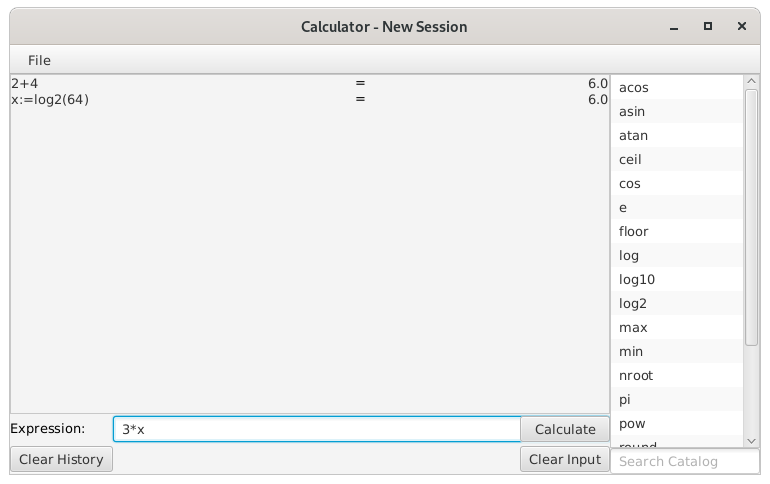 Calculator - New Session
File
2+4 = 6.0
x:=log2(64) = 6.0
acos
asin
atan
ceil
cos
e
floor
log
log10
log2
max
min
nroot
pi
pow
round
Expression: 3*x Calculate
Clear History Clear Input Search Catalog